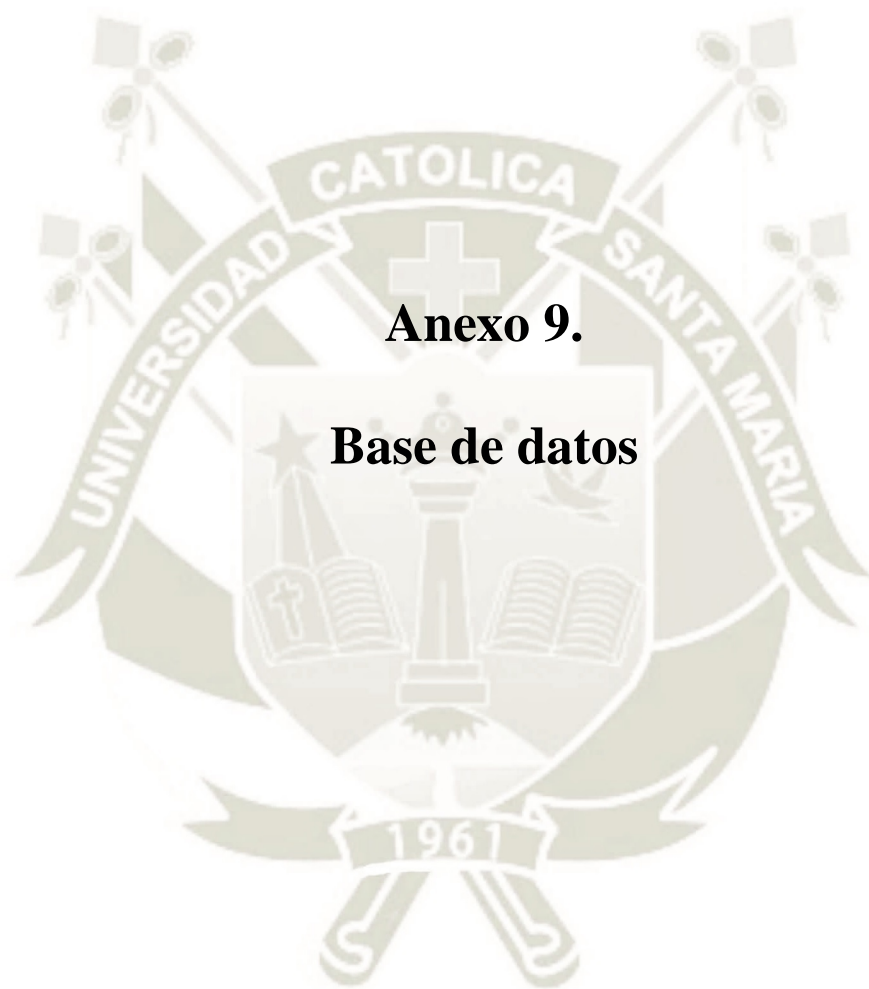 CATOLICA
UNIVERSIDAD
SANTA MARIA
Anexo 9.
Base de datos
1961